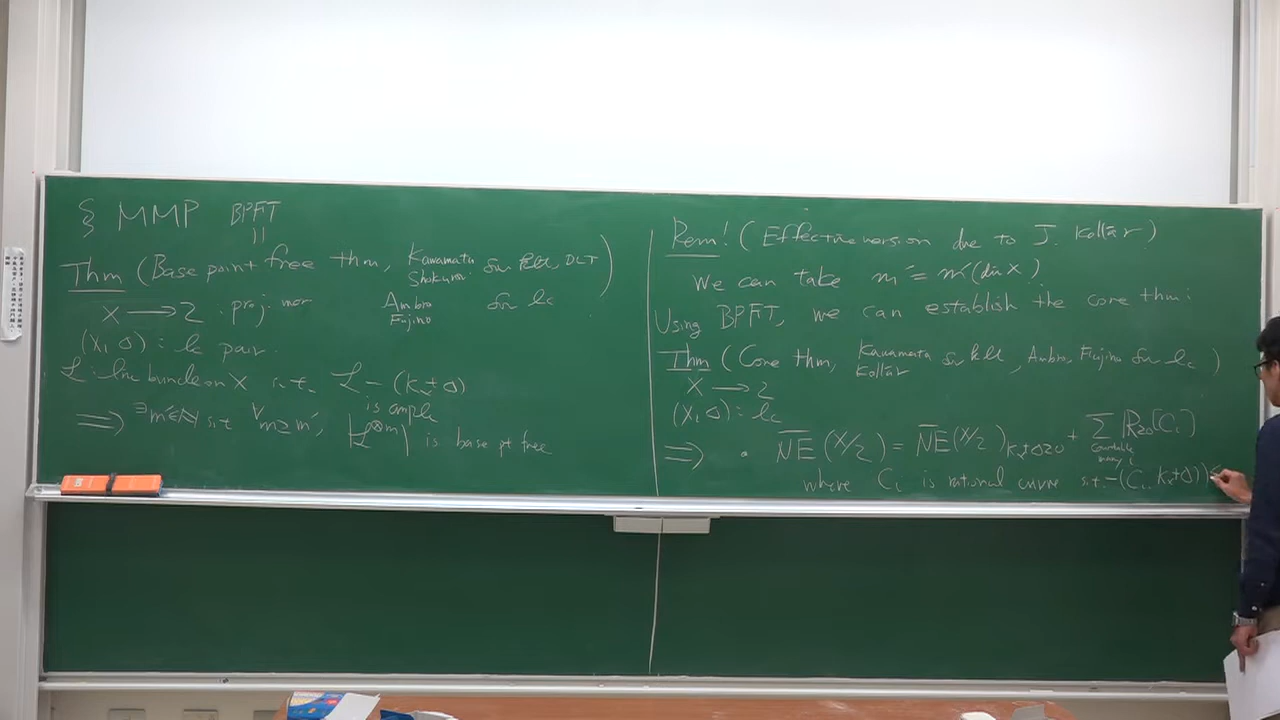 § MMP BPFT
||
Thm (Base point free thm, Kawamata Shokurov for klt, DLT
Ambro Fujino for lc)
X → Z : proj. mor
(X, Δ) : lc pair.
L : line bundle on X s.t. L - (K_X+Δ)
is ample
⟹ ∃m'∈ℕ s.t. ∀m≥m', |L^{⊗m}| is base pt free
Rem! (Effective version due to J. Kollár)
We can take m' = m'(dim X)
Using BPFT, we can establish the cone thm:
Thm (Cone thm, Kawamata Kollár for klt, Ambro, Fujino for lc)
X → Z
(X, Δ) : lc
⟹ • NE̅(X/Z) = NE̅(X/Z)_{K_X+Δ≥0} + Σ ℝ≥0[C_i]
Countable
many
where C_i is rational curve s.t. -(C_i. K_X+Δ))